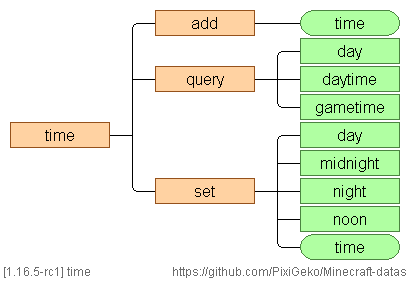 add
time
day
query
daytime
gametime
time
day
midnight
set
night
noon
time
[1.16.5-rc1] time
https://github.com/PixiGeko/Minecraft-datas